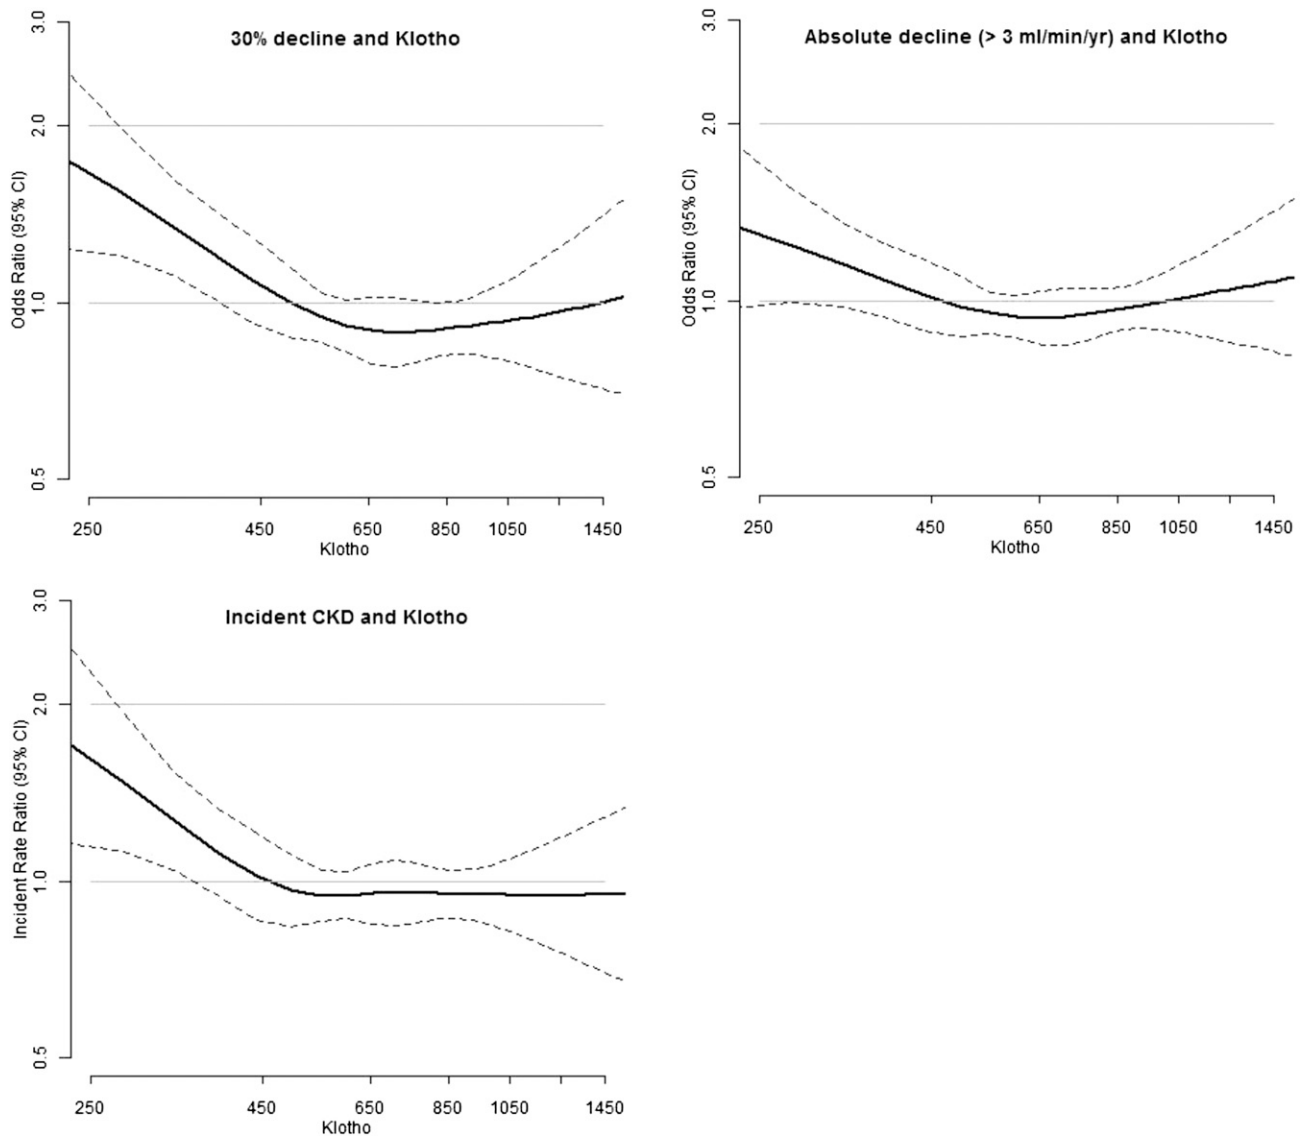 30% decline and Klotho
Odds Ratio (95% CI)
3.0
2.0
1.0
0.5
250 450 650 850 1050 1450
Klotho
Absolute decline (> 3 ml/min/yr) and Klotho
Odds Ratio (95% CI)
3.0
2.0
1.0
0.5
250 450 650 850 1050 1450
Klotho
Incident CKD and Klotho
Incident Rate Ratio (95% CI)
3.0
2.0
1.0
0.5
250 450 650 850 1050 1450
Klotho